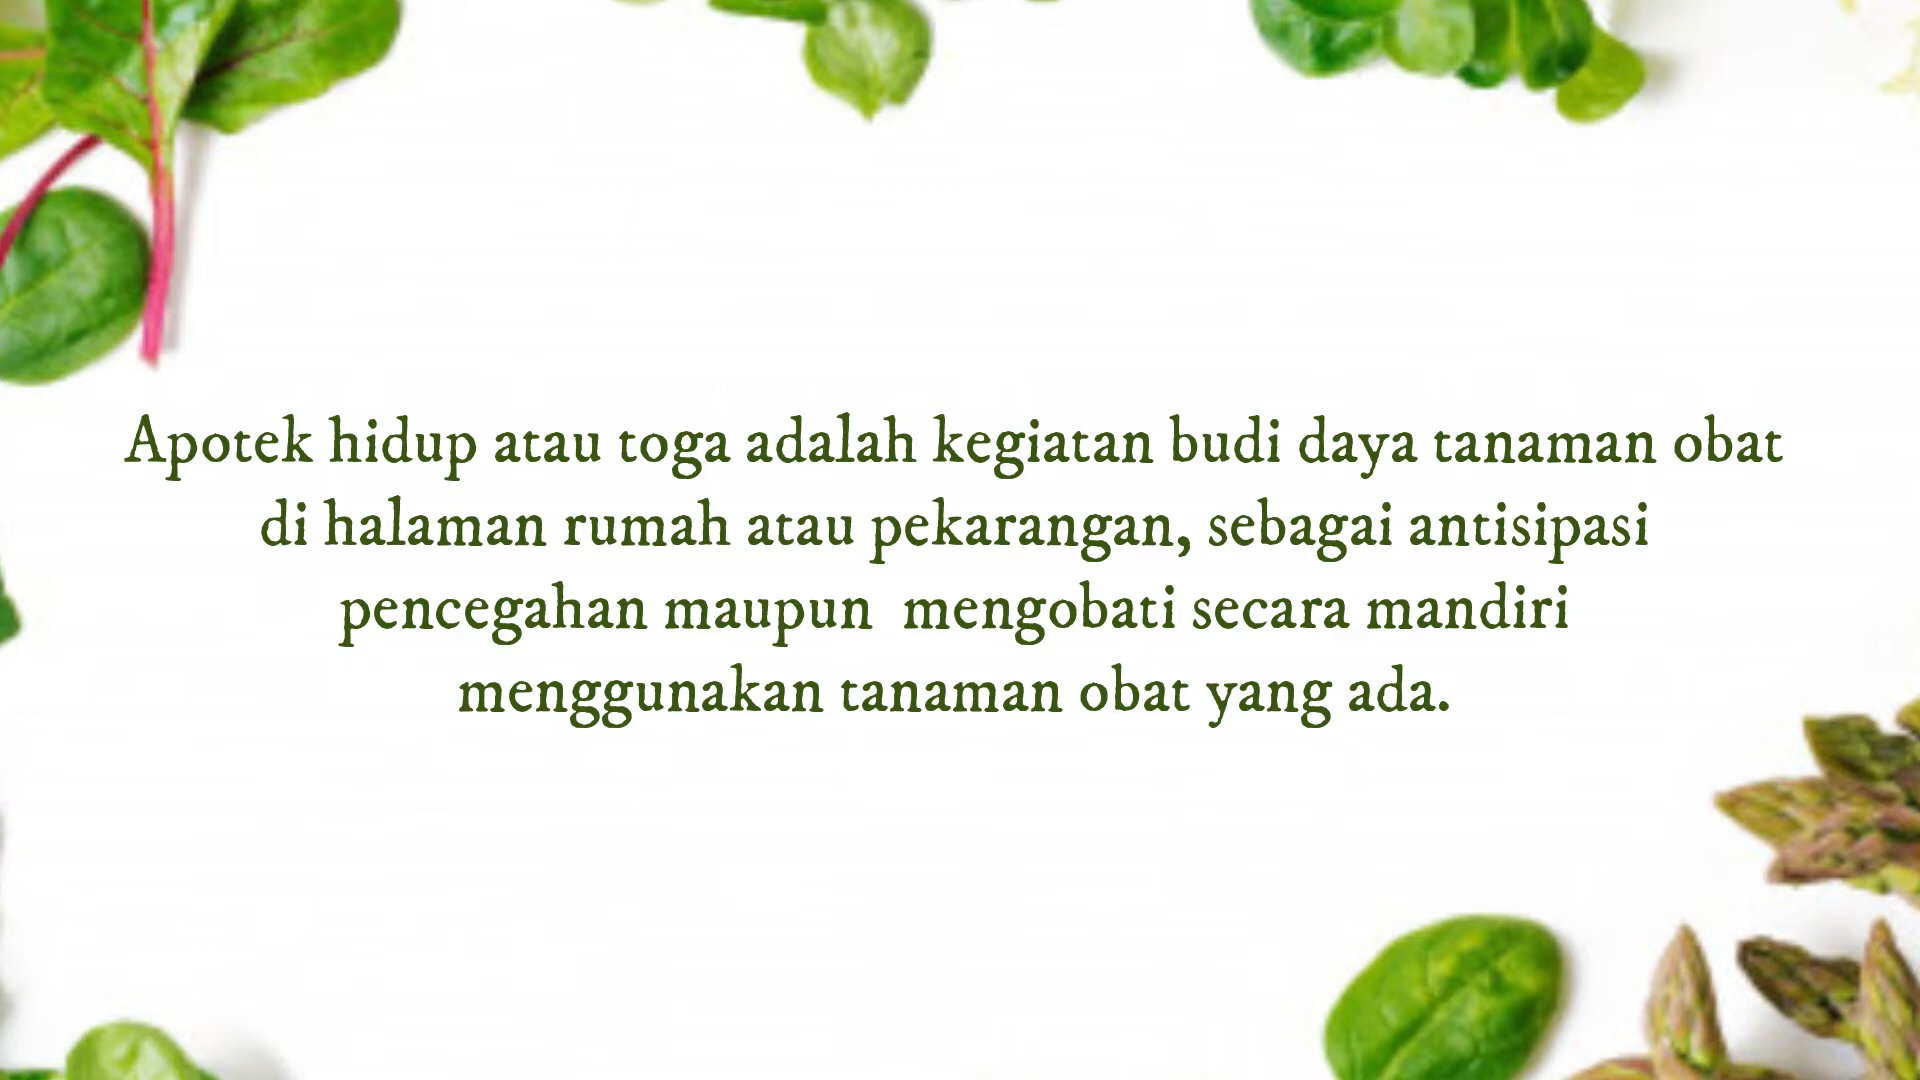 Apotek hidup atau toga adalah kegiatan budi daya tanaman obat
di halaman rumah atau pekarangan, sebagai antisipasi
pencegahan maupun  mengobati secara mandiri
menggunakan tanaman obat yang ada.